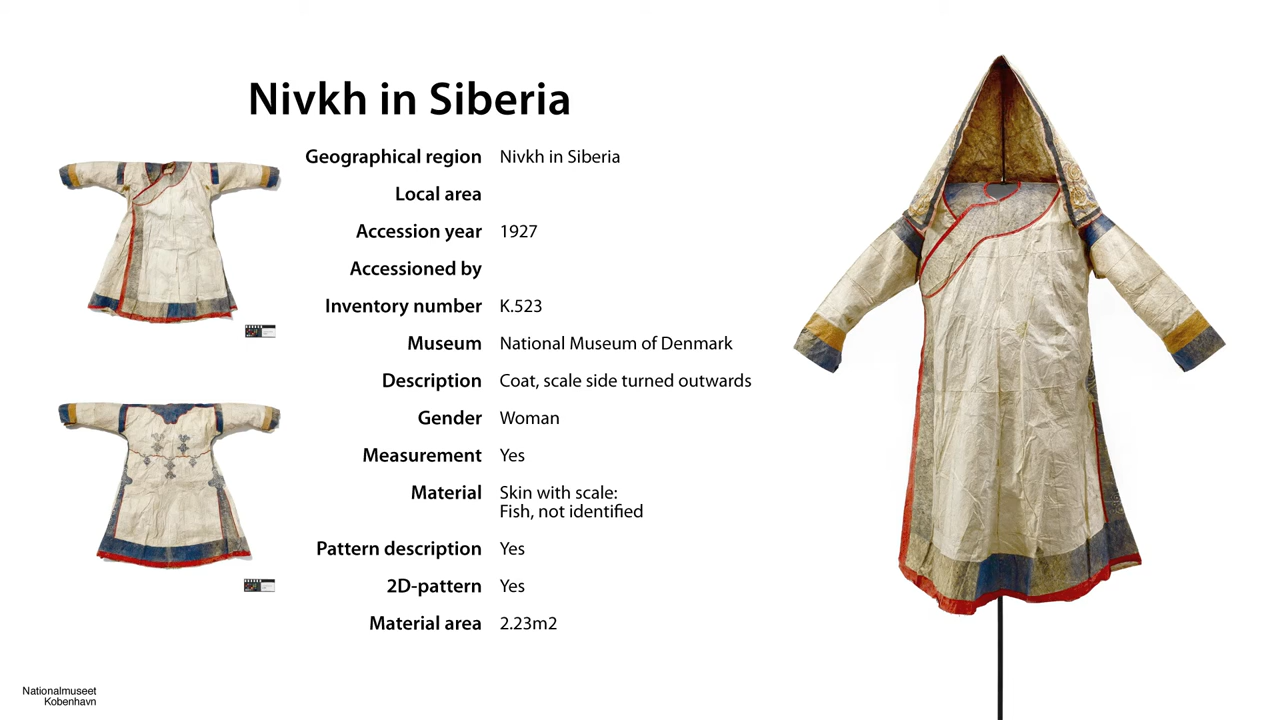 Nivkh in Siberia
Geographical region Nivkh in Siberia
Local area
Accession year 1927
Accessioned by
Inventory number K.523
Museum National Museum of Denmark
Description Coat, scale side turned outwards
Gender Woman
Measurement Yes
Material Skin with scale:
Fish, not identified
Pattern description Yes
2D-pattern Yes
Material area 2.23m2
Nationalmuseet
Kobenhavn